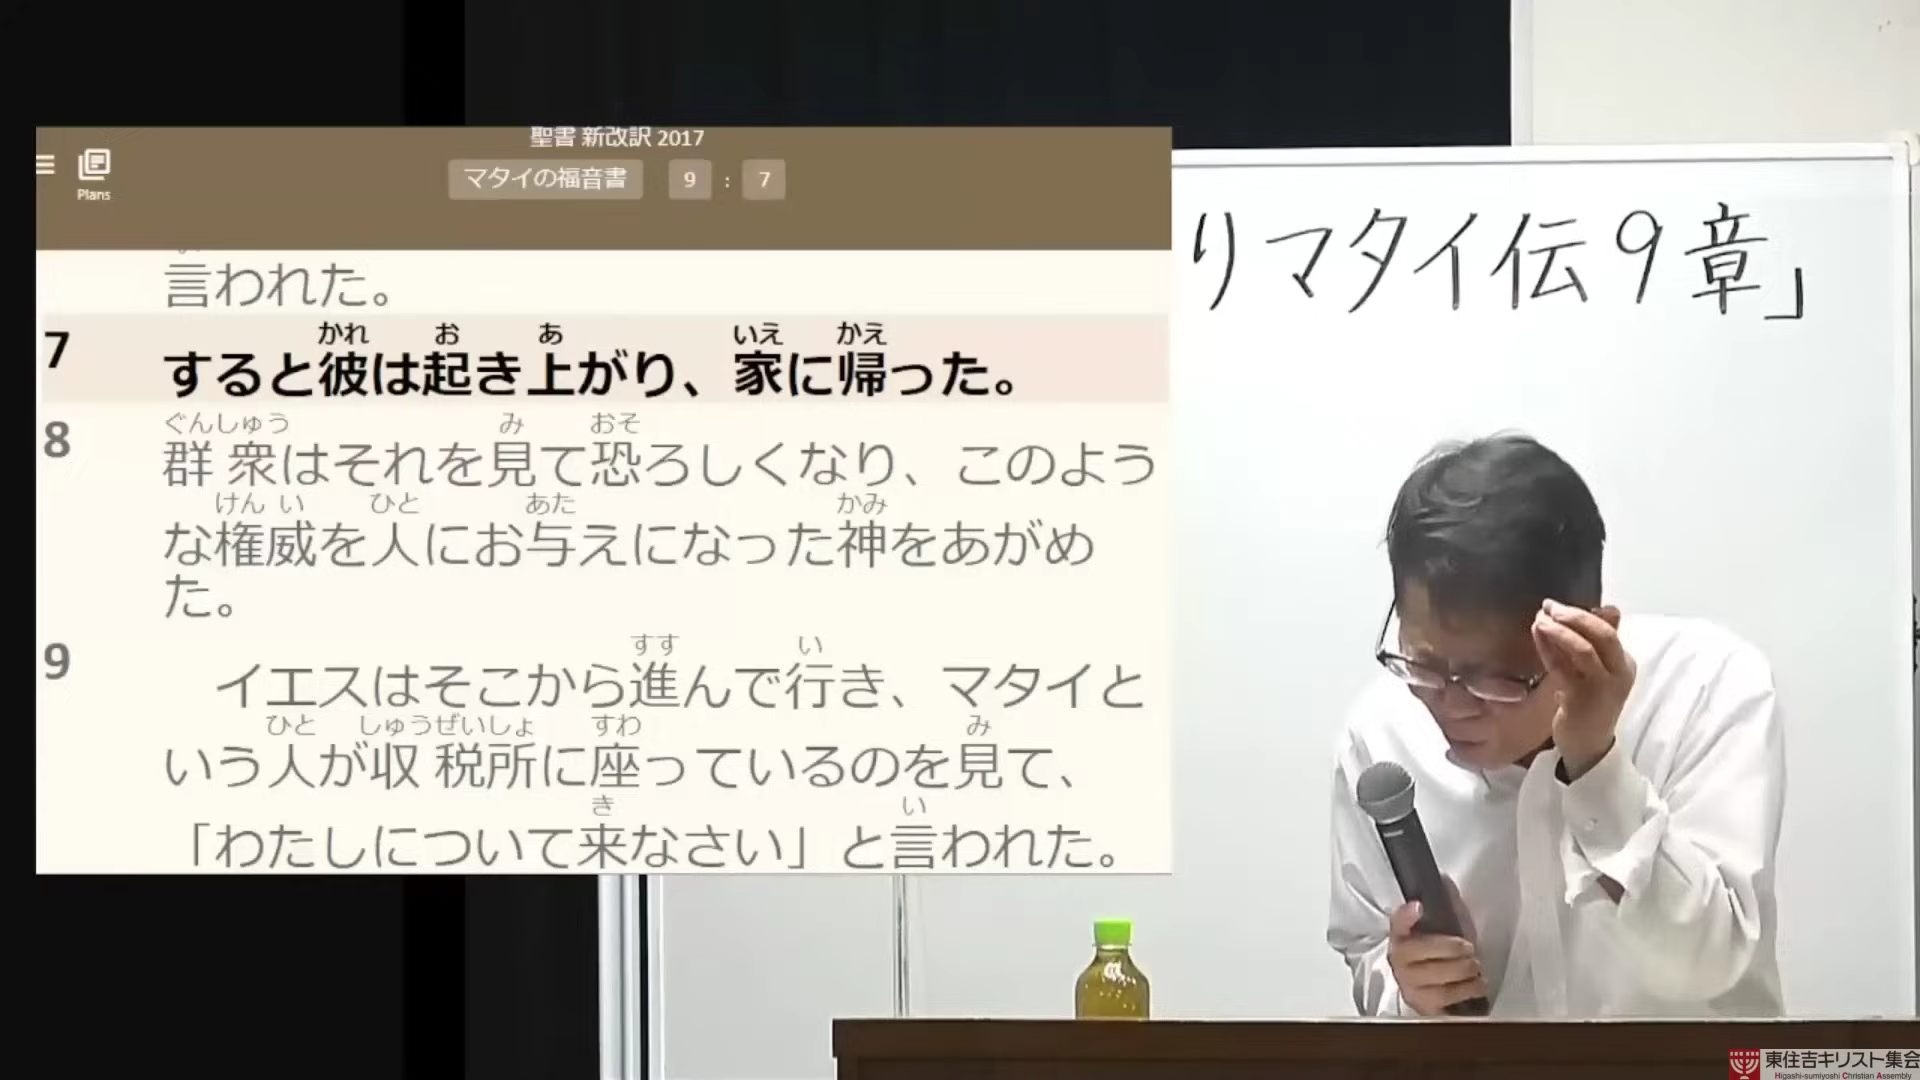 聖書 新改訳 2017
Plans
マタイの福音書 9 : 7
言われた。
7 すると彼は起き上がり、家に帰った。
かれ お あ いえ かえ
8 群衆はそれを見て恐ろしくなり、このよう
ぐんしゅう み おそ
な権威を人にお与えになった神をあがめ
けん い ひと あた かみ
た。
9 イエスはそこから進んで行き、マタイと
すす い
いう人が収税所に座っているのを見て、
ひと しゅうぜいしょ すわ み
「わたしについて来なさい」と言われた。
き い
りマタイ伝9章」
東住吉キリスト集会
Higashi-sumiyoshi Christian Assembly